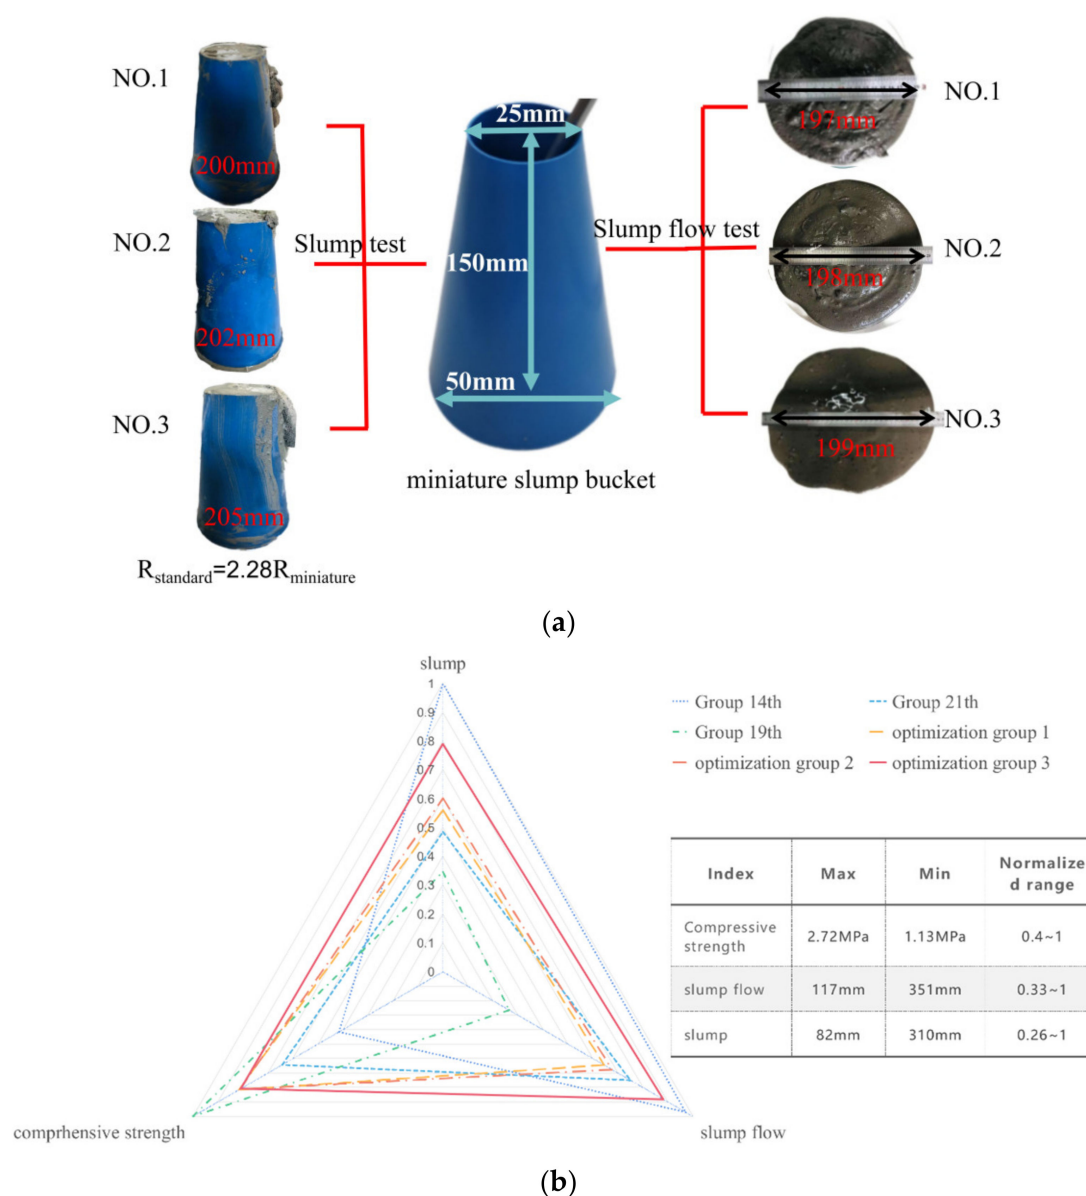 NO.1
200mm
NO.2
202mm
NO.3
205mm
Slump test
25mm
150mm
50mm
miniature slump bucket
Slump flow test
NO.1
197mm
NO.2
198mm
NO.3
199mm
Rstandard=2.28Rminiature
(a)
slump
1
0.9
0.8
0.7
0.6
0.5
0.4
0.3
0.2
0.1
0
comprhensive strength
slump flow
Group 14th
Group 21th
Group 19th
optimization group 1
optimization group 2
optimization group 3
Index Max Min Normalize
d range
Compressive
strength 2.72MPa 1.13MPa 0.4~1
slump flow 117mm 351mm 0.33~1
slump 82mm 310mm 0.26~1
(b)